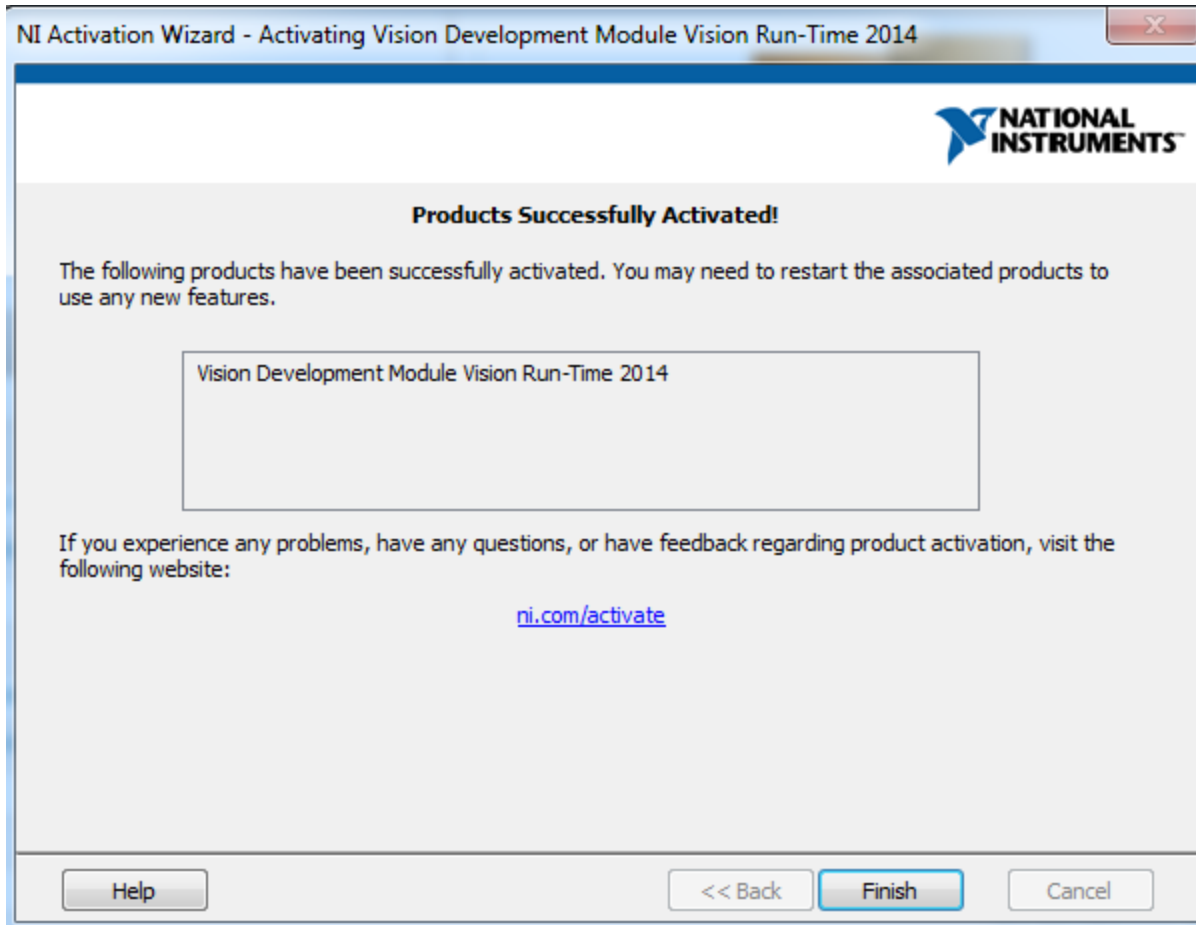 NI Activation Wizard - Activating Vision Development Module Vision Run-Time 2014
NATIONAL
INSTRUMENTS™
Products Successfully Activated!
The following products have been successfully activated. You may need to restart the associated products to
use any new features.
Vision Development Module Vision Run-Time 2014
If you experience any problems, have any questions, or have feedback regarding product activation, visit the
following website:
ni.com/activate
Help
<< Back
Finish
Cancel